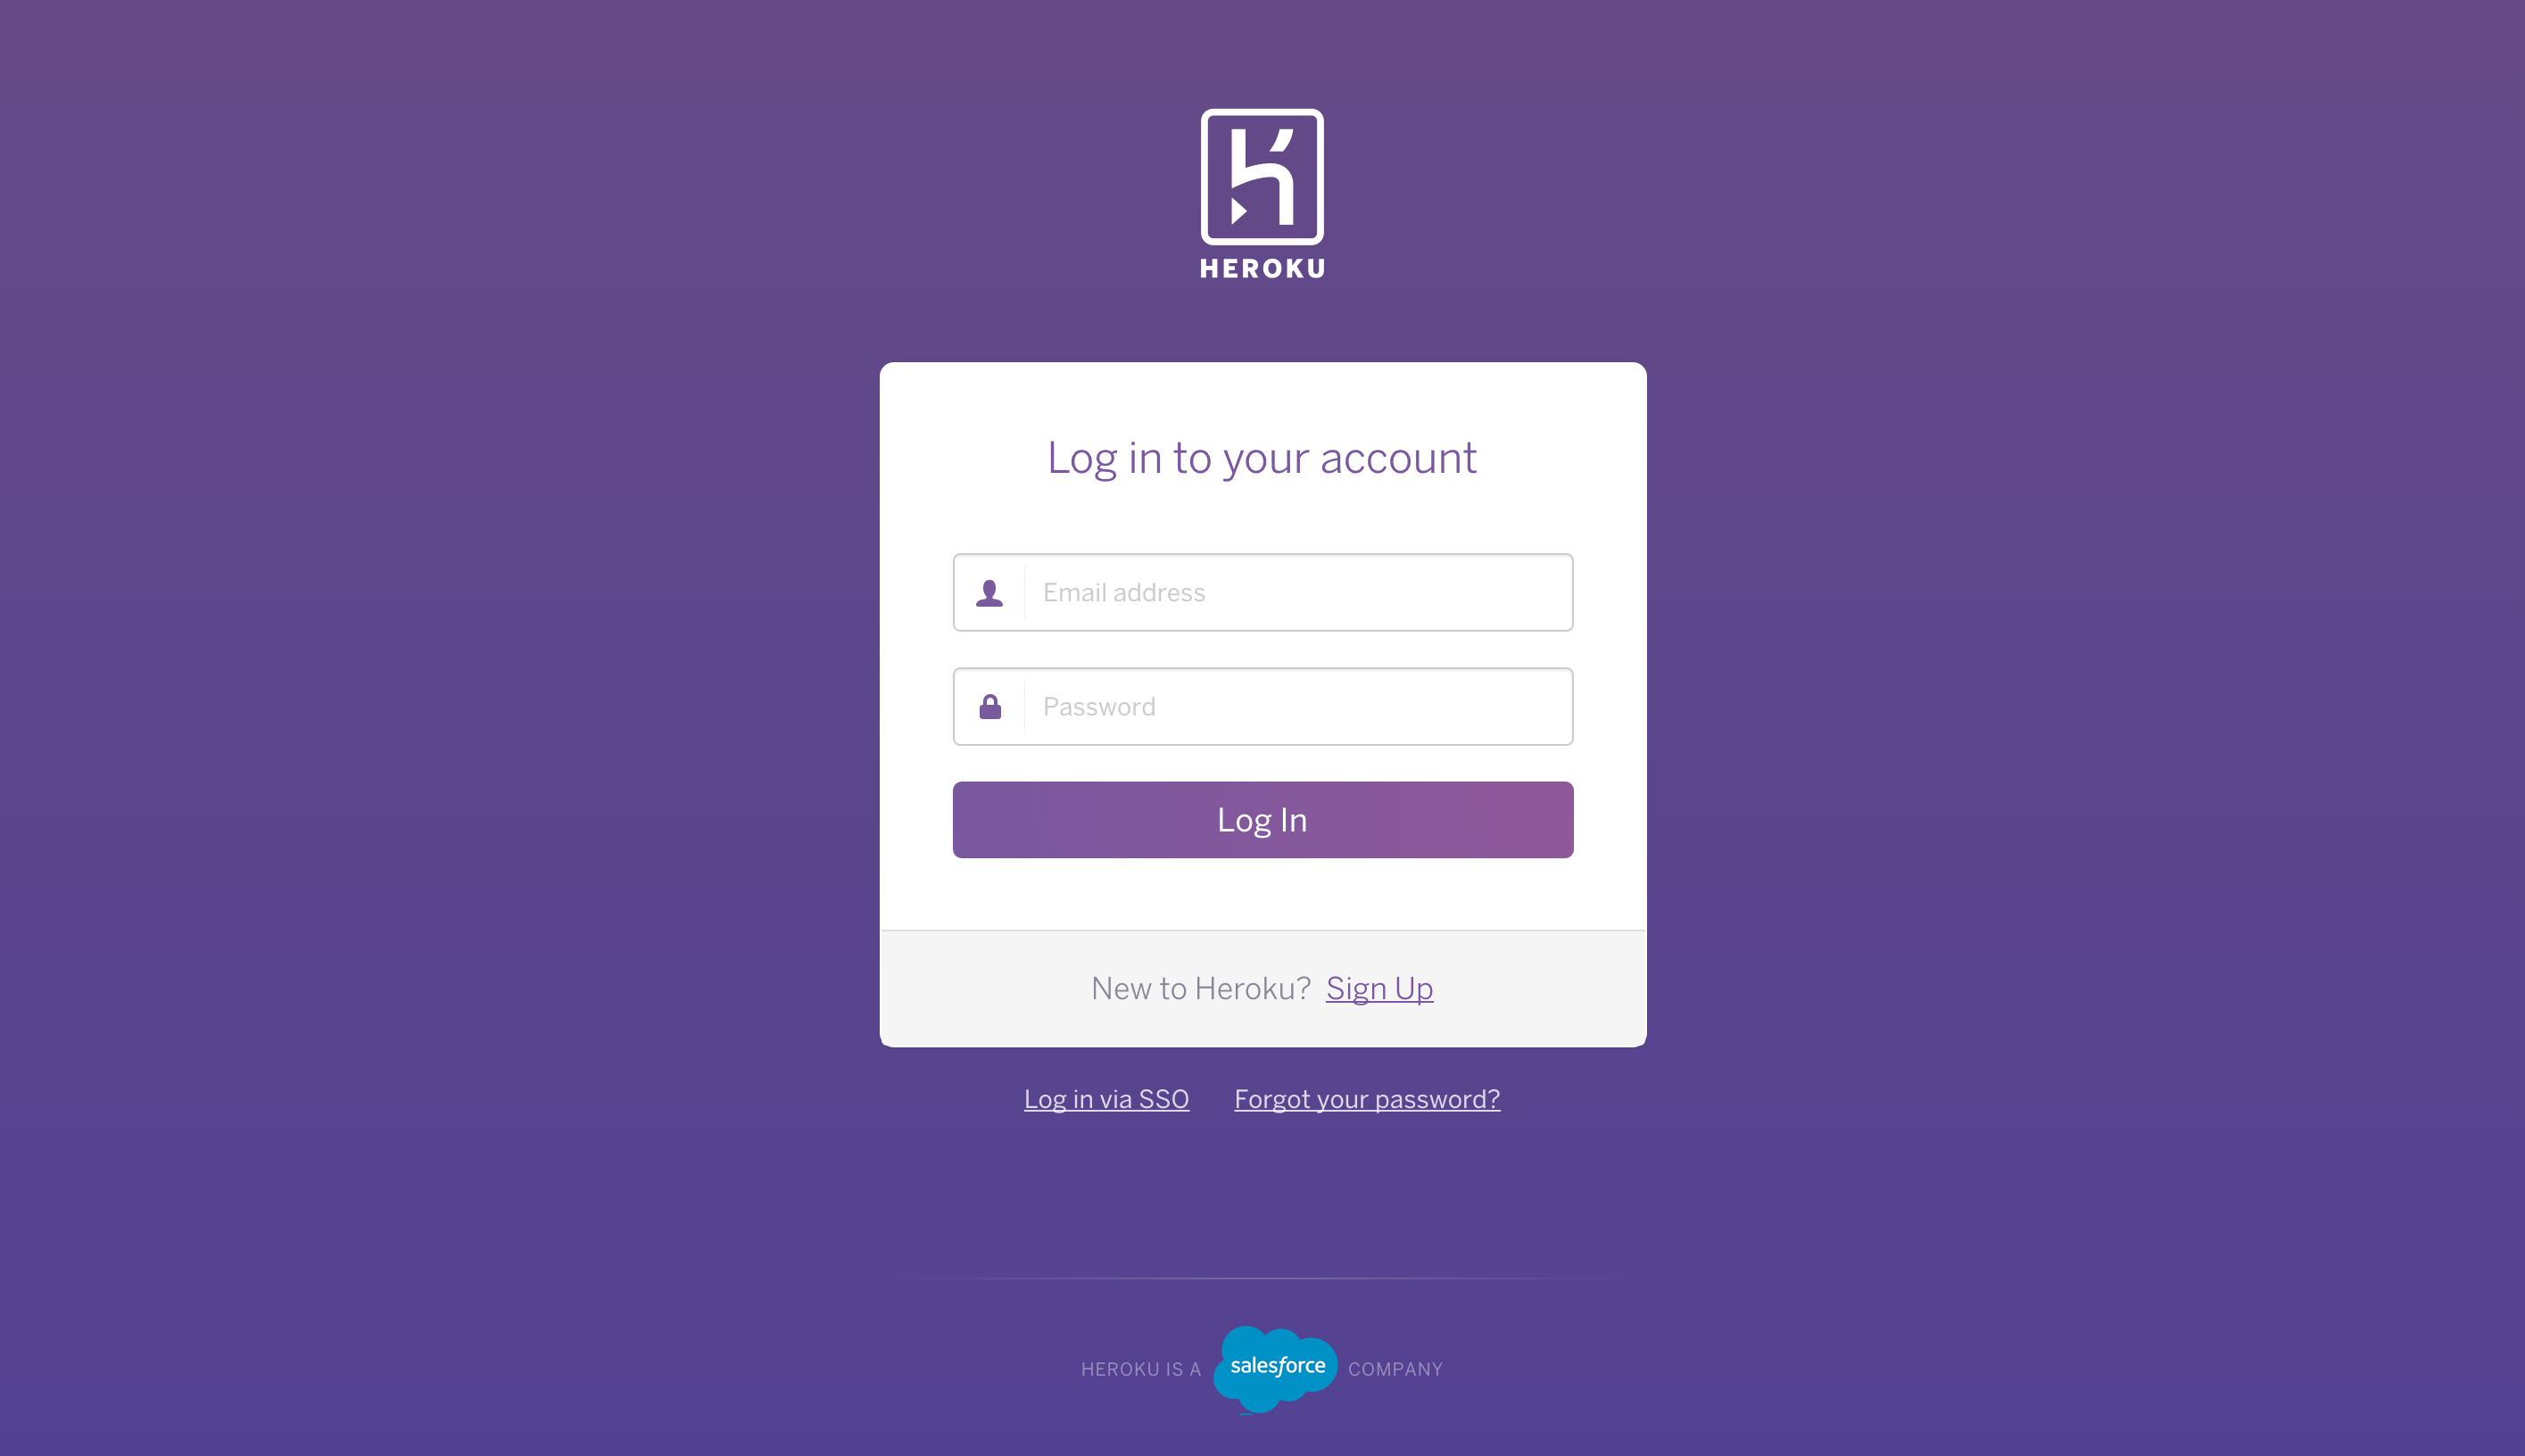 HEROKU
Log in to your account
Email address
Password
Log In
New to Heroku? Sign Up
Log in via SSO Forgot your password?
HEROKU IS A salesforce COMPANY